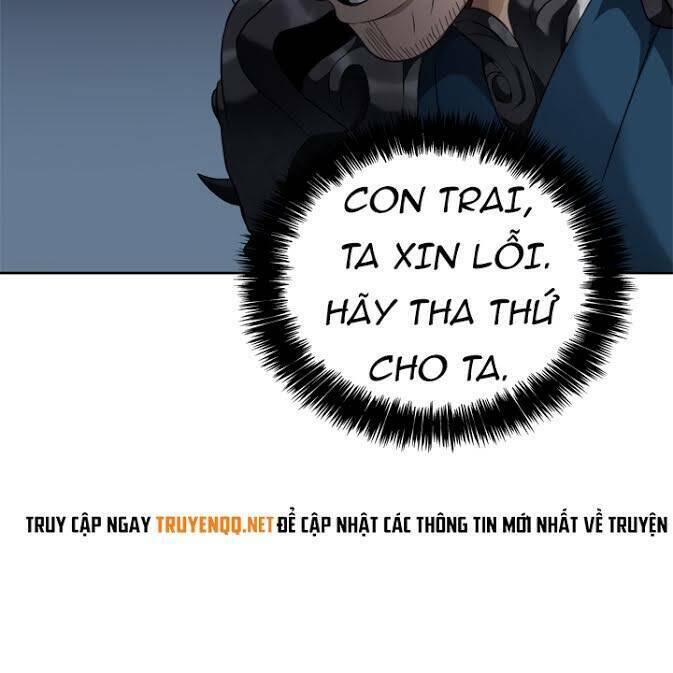 CON TRAI,
TA XIN LỖI.
HÃY THA THỨ
CHO TA.
TRUY CẬP NGAY TRUYENQQ.NET ĐỂ CẬP NHẬT CÁC THÔNG TIN MỚI NHẤT VỀ TRUYỆN